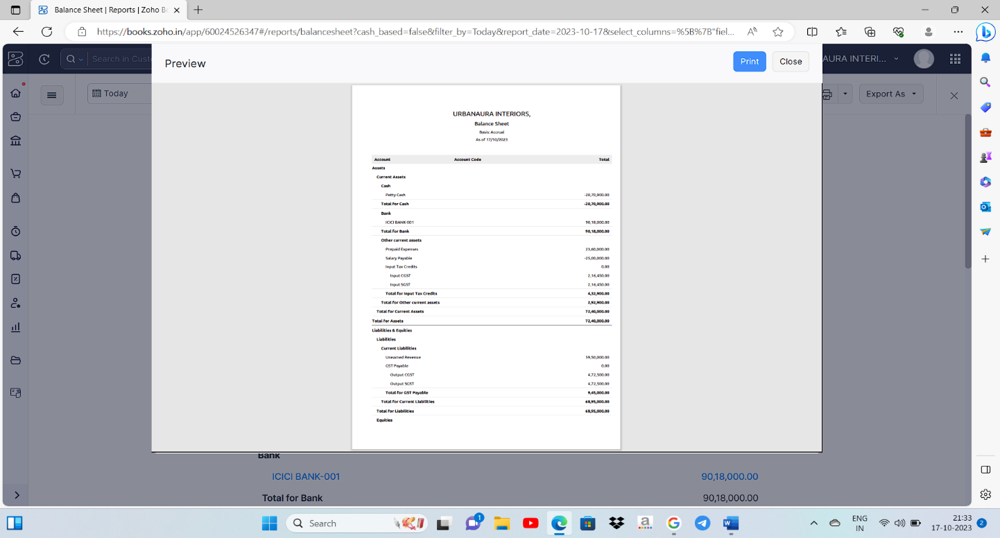 Balance Sheet | Reports | Zoho Bo
https://books.zoho.in/app/60024526347#/reports/balancesheet?cash_based=false&filter_by=Today&report_date=2023-10-17&select_columns=%5B%7B"fiel...
Search in Cust
Preview
Print
Close
AURA INTERI...
Today
Export As
URBANAURA INTERIORS,
Balance Sheet
Basis: Accrual
As of 17/10/2023
Account Account Code Total
Assets
Current Assets
Cash
Petty Cash -20,70,900.00
Total for Cash -20,70,900.00
Bank
ICICI BANK-001 90,18,000.00
Total for Bank 90,18,000.00
Other current assets
Prepaid Expenses 23,60,000.00
Salary Payable -25,00,000.00
Input Tax Credits 0.00
Input CGST 2,16,450.00
Input SGST 2,16,450.00
Total for Input Tax Credits 4,32,900.00
Total for Other current assets 2,92,900.00
Total for Current Assets 72,40,000.00
Total for Assets 72,40,000.00
Liabilities & Equities
Liabilities
Current Liabilities
Unearned Revenue 59,50,000.00
GST Payable 0.00
Output CGST 4,72,500.00
Output SGST 4,72,500.00
Total for GST Payable 9,45,000.00
Total for Current Liabilities 68,95,000.00
Total for Liabilities 68,95,000.00
Equities
Bank
ICICI BANK-001 90,18,000.00
Total for Bank 90,18,000.00
Search
1
ENG
IN
21:33
17-10-2023
2